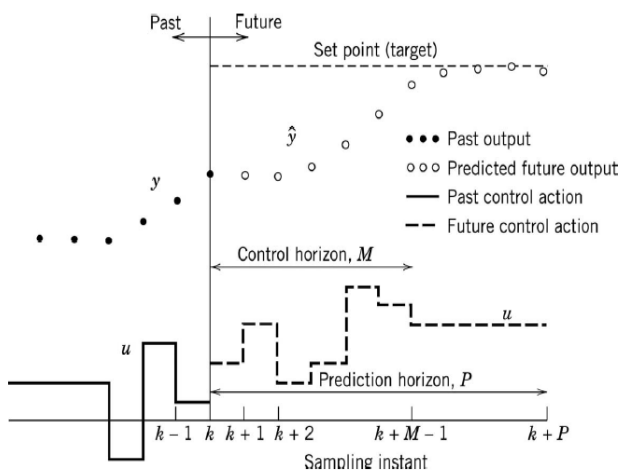 Past
Future
Set point (target)
ŷ
y
Past output
Predicted future output
Past control action
Future control action
Control horizon, M
u
u
Prediction horizon, P
k − 1
k
k + 1
k + 2
k + M − 1
k + P
Sampling instant